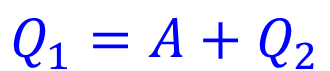 Q₁ = A + Q₂